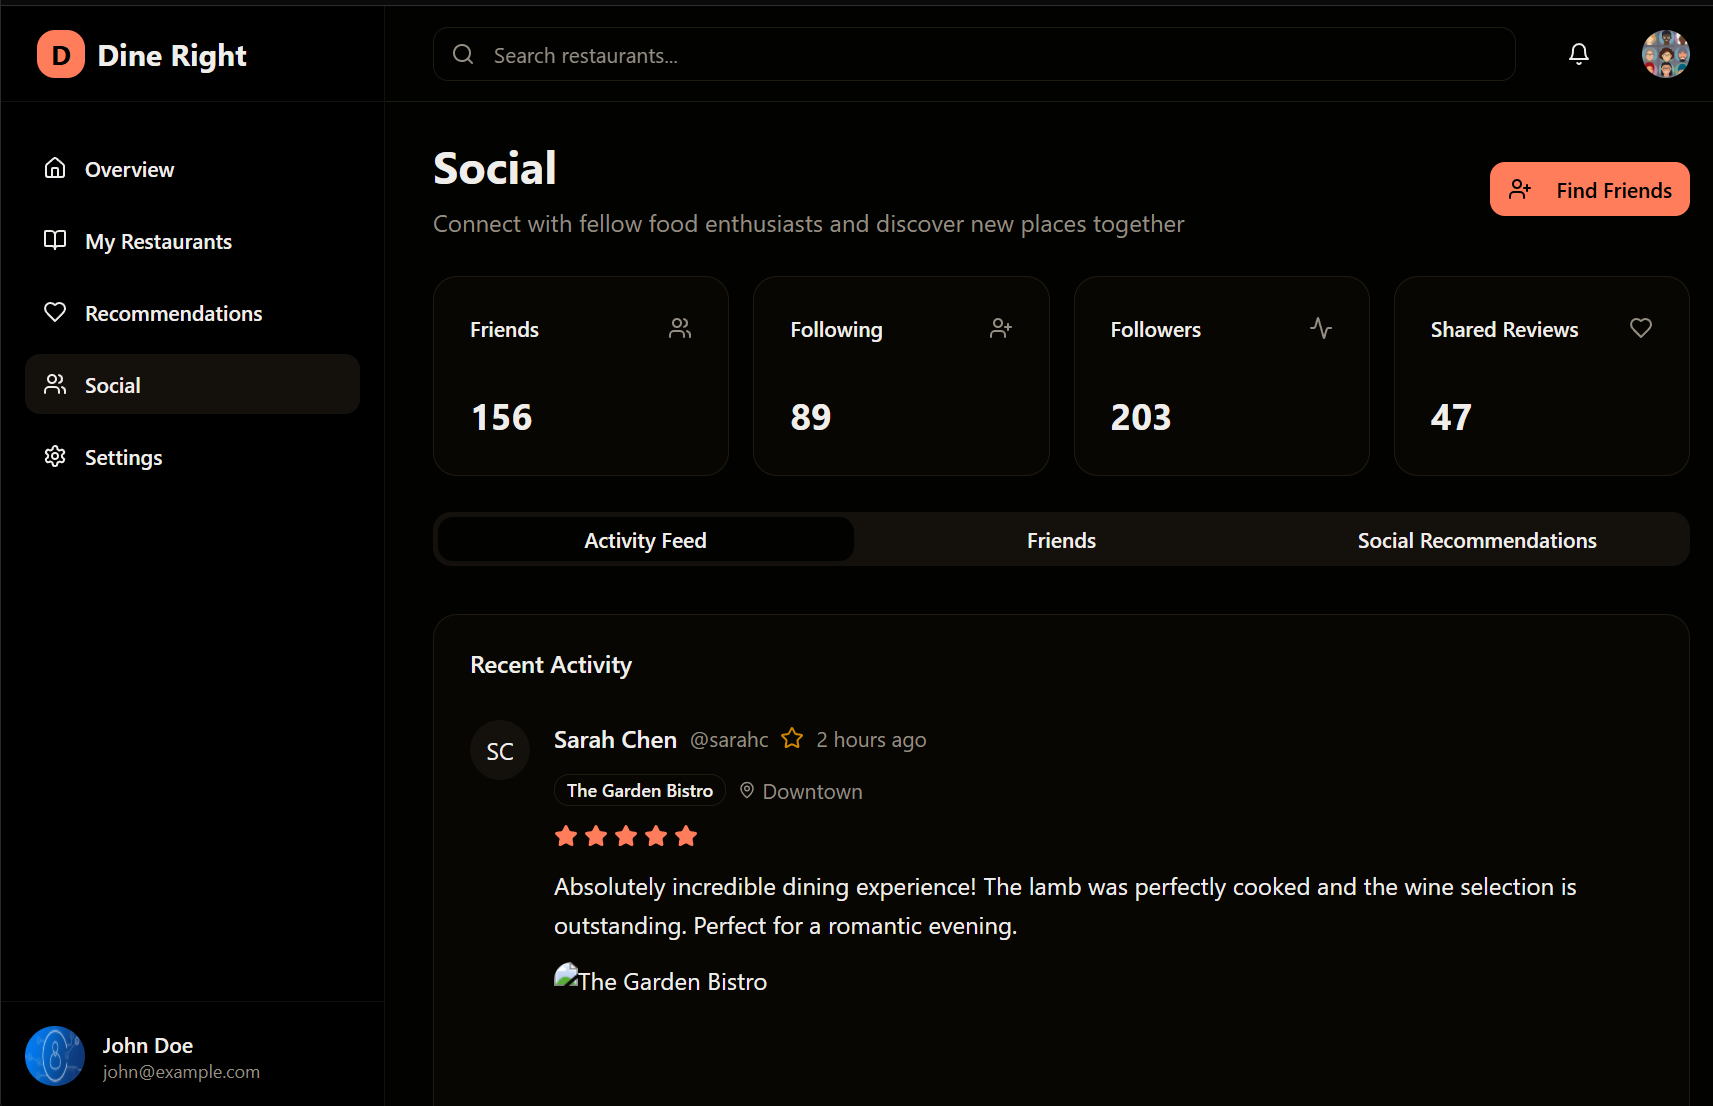 D Dine Right
Search restaurants...
Overview
My Restaurants
Recommendations
Social
Settings
John Doe
john@example.com
Social
Connect with fellow food enthusiasts and discover new places together
Find Friends
Friends
156
Following
89
Followers
203
Shared Reviews
47
Activity Feed
Friends
Social Recommendations
Recent Activity
SC
Sarah Chen @sarahc 2 hours ago
The Garden Bistro Downtown
Absolutely incredible dining experience! The lamb was perfectly cooked and the wine selection is
outstanding. Perfect for a romantic evening.
The Garden Bistro